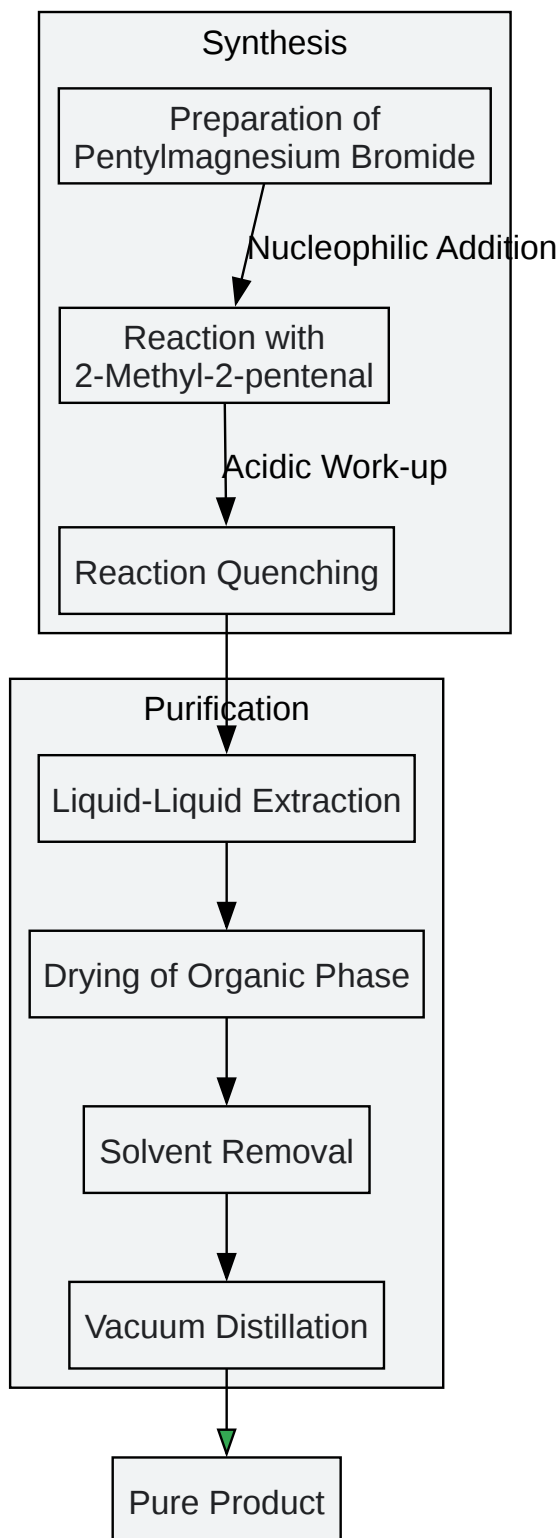 Synthesis
Preparation of
Pentylmagnesium Bromide
Nucleophilic Addition
Reaction with
2-Methyl-2-pentenal
Acidic Work-up
Reaction Quenching
Purification
Liquid-Liquid Extraction
Drying of Organic Phase
Solvent Removal
Vacuum Distillation
Pure Product